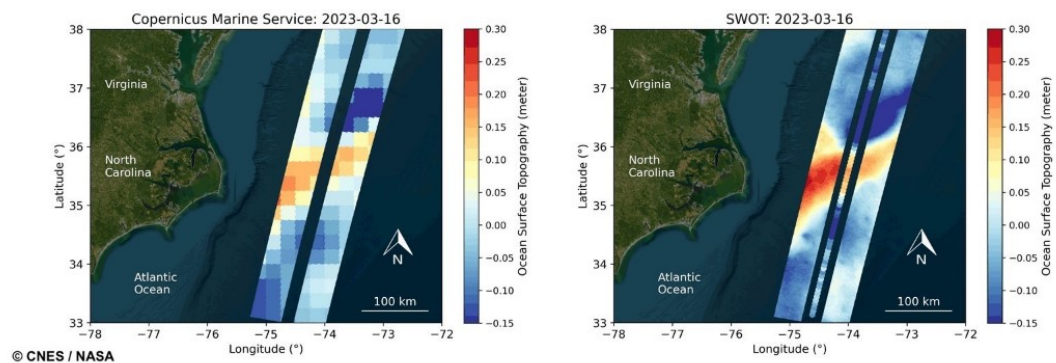 Copernicus Marine Service: 2023-03-16
38
37
36
35
34
33
−78
−77
−76
−75
−74
−73
−72
Latitude (°)
Longitude (°)
Virginia
North
Carolina
Atlantic
Ocean
N
100 km
0.30
0.25
0.20
0.15
0.10
0.05
0.00
−0.05
−0.10
−0.15
Ocean Surface Topography (meter)
SWOT: 2023-03-16
38
37
36
35
34
33
−78
−77
−76
−75
−74
−73
−72
Latitude (°)
Longitude (°)
Virginia
North
Carolina
Atlantic
Ocean
N
100 km
0.30
0.25
0.20
0.15
0.10
0.05
0.00
−0.05
−0.10
−0.15
Ocean Surface Topography (meter)
© CNES / NASA